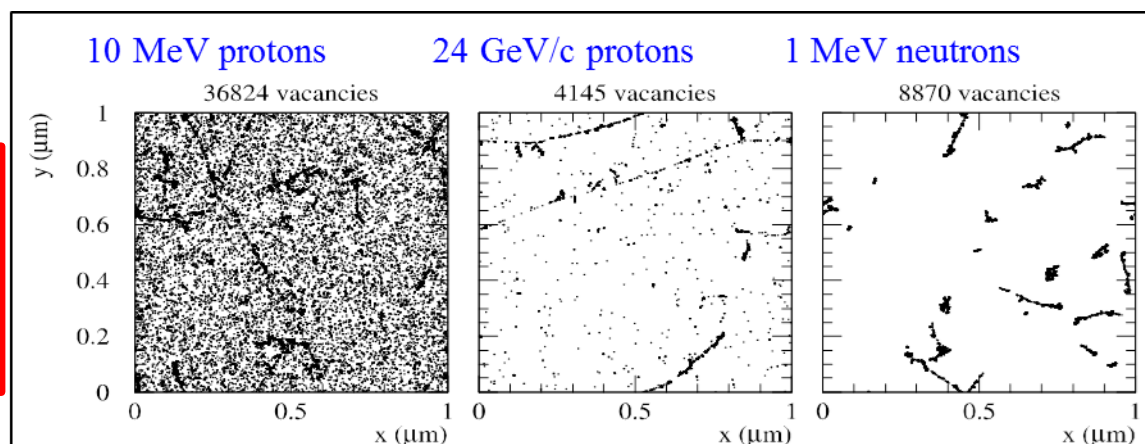 10 MeV protons 24 GeV/c protons 1 MeV neutrons
36824 vacancies 4145 vacancies 8870 vacancies
y (μm)
1
0.8
0.6
0.4
0.2
0
0 0.5 1 0 0.5 1 0 0.5 1
x (μm) x (μm) x (μm)